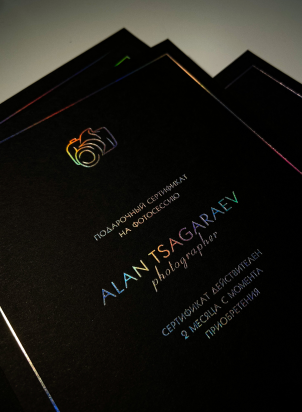 ПОДАРОЧНЫЙ СЕРТИФИКАТ
НА ФОТОСЕССИЮ
ALAN TSAGARAEV
photographer
СЕРТИФИКАТ ДЕЙСТВИТЕЛЕН
2 МЕСЯЦА С МОМЕНТА
ПРИОБРЕТЕНИЯ